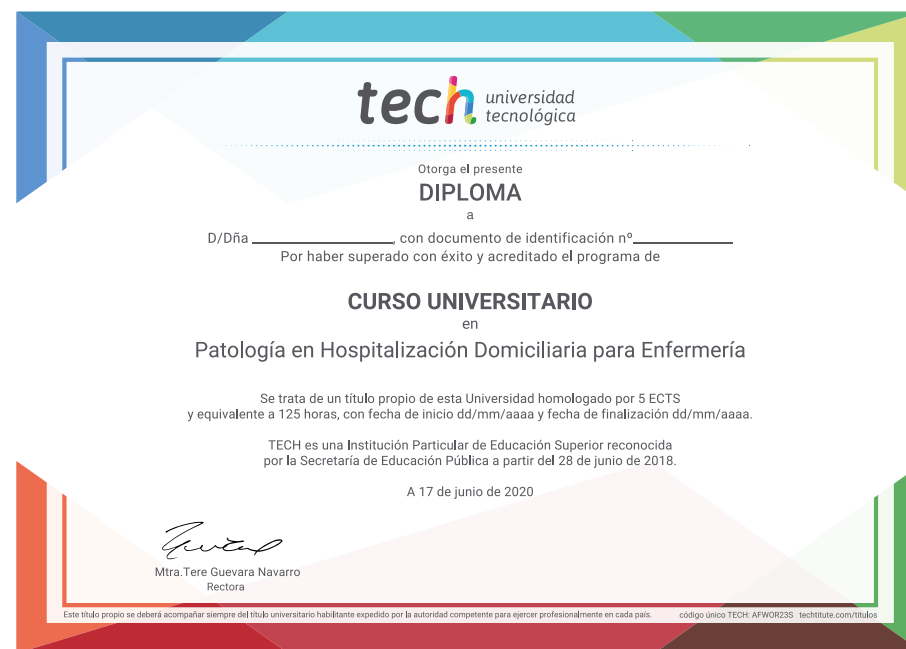 tech universidad
tecnológica
Otorga el presente
DIPLOMA
a
D/Dña ____________________, con documento de identificación nº______________
Por haber superado con éxito y acreditado el programa de
CURSO UNIVERSITARIO
en
Patología en Hospitalización Domiciliaria para Enfermería
Se trata de un título propio de esta Universidad homologado por 5 ECTS
y equivalente a 125 horas, con fecha de inicio dd/mm/aaaa y fecha de finalización dd/mm/aaaa.
TECH es una Institución Particular de Educación Superior reconocida
por la Secretaría de Educación Pública a partir del 28 de junio de 2018.
A 17 de junio de 2020
Mtra.Tere Guevara Navarro
Rectora
Este título propio se deberá acompañar siempre del título universitario habilitante expedido por la autoridad competente para ejercer profesionalmente en cada país. código único TECH: AFWOR23S techtitute.com/titulos